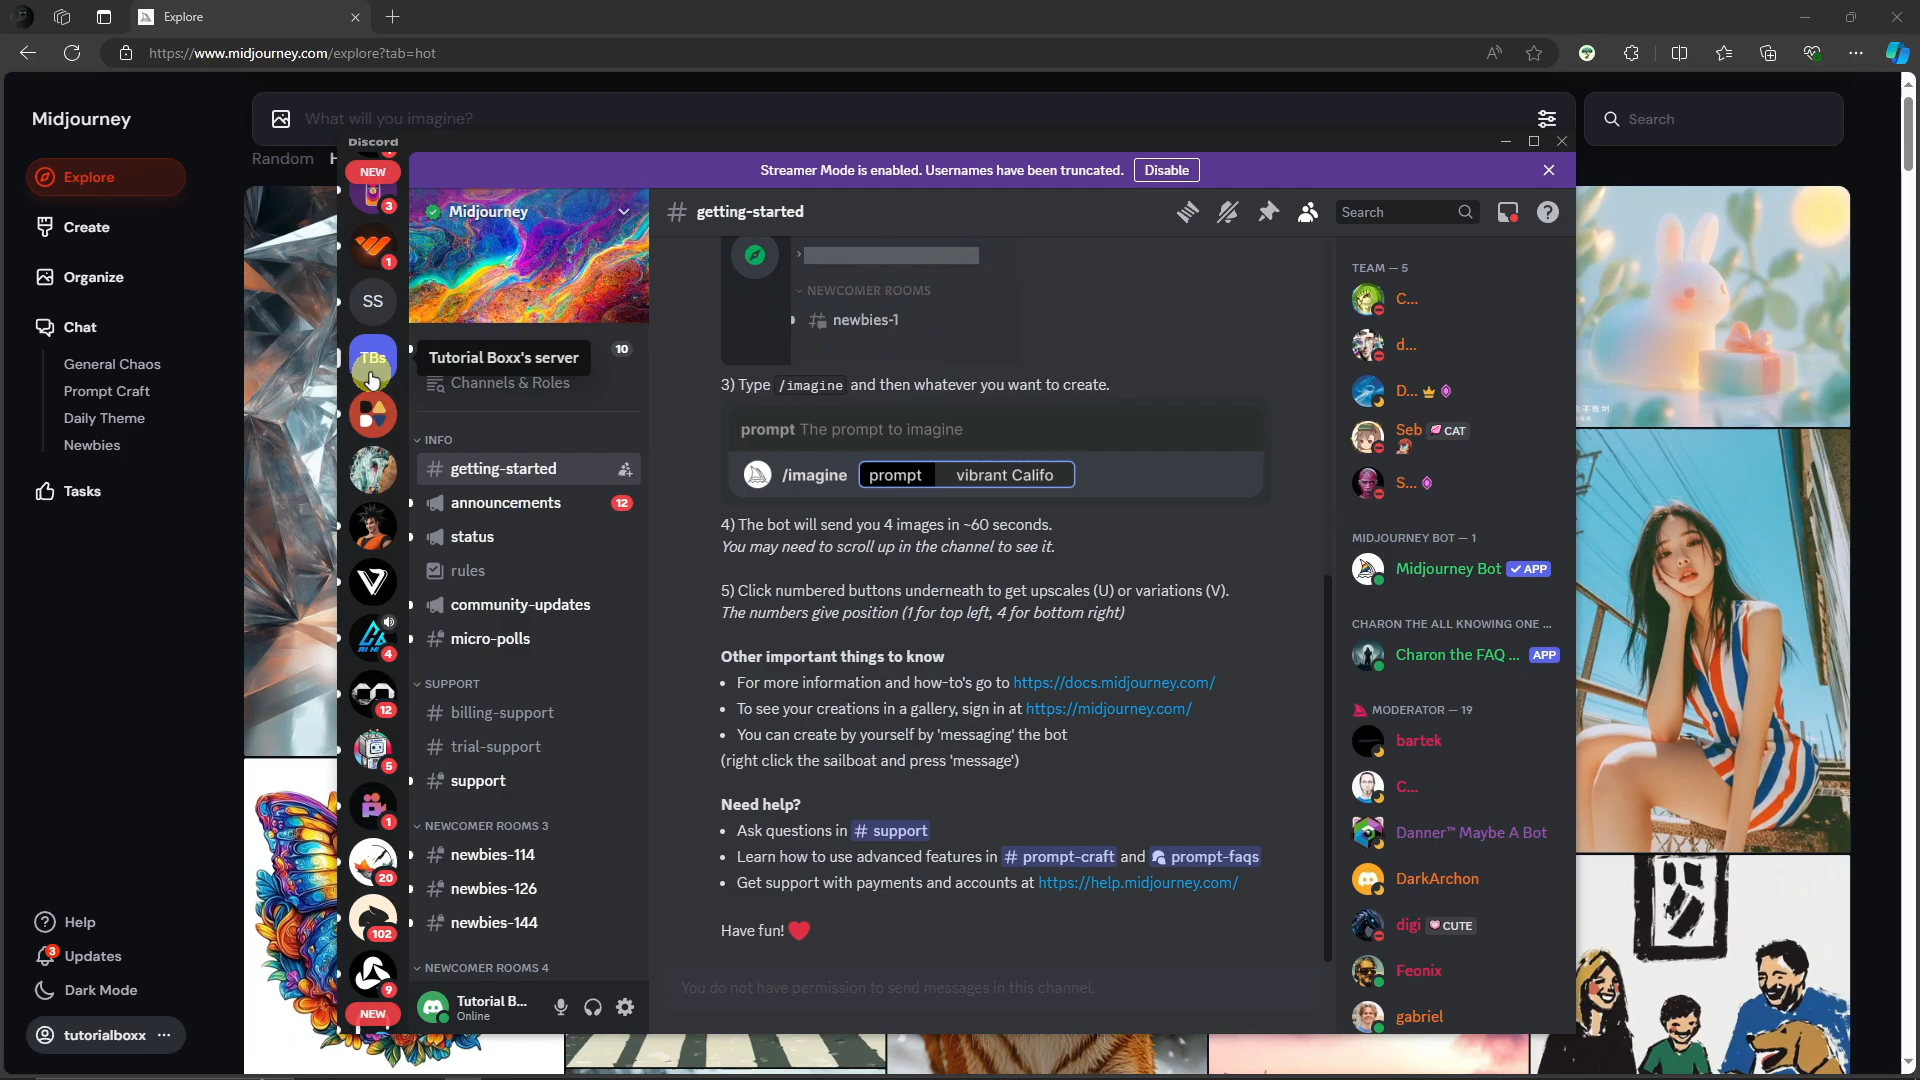 Explore
https://www.midjourney.com/explore?tab=hot
Midjourney
What will you imagine?
Search
Random H
Explore
Create
Organize
Chat
General Chaos
Prompt Craft
Daily Theme
Newbies
Tasks
Help
3
Updates
Dark Mode
tutorialboxx
Discord
Streamer Mode is enabled. Usernames have been truncated.
Disable
NEW
3
1
SS
TBs
4
12
5
1
20
102
9
NEW
Midjourney
10
Tutorial Boxx's server
Channels & Roles
INFO
getting-started
announcements 12
status
rules
community-updates
micro-polls
SUPPORT
billing-support
trial-support
support
NEWCOMER ROOMS 3
newbies-114
newbies-126
newbies-144
NEWCOMER ROOMS 4
Tutorial B...
Online
# getting-started
Search
NEWCOMER ROOMS
newbies-1
3) Type /imagine and then whatever you want to create.
prompt The prompt to imagine
/imagine prompt vibrant Califo
4) The bot will send you 4 images in ~60 seconds.
You may need to scroll up in the channel to see it.
5) Click numbered buttons underneath to get upscales (U) or variations (V).
The numbers give position (1 for top left, 4 for bottom right)
Other important things to know
• For more information and how-to's go to https://docs.midjourney.com/
• To see your creations in a gallery, sign in at https://midjourney.com/
• You can create by yourself by 'messaging' the bot
(right click the sailboat and press 'message')
Need help?
• Ask questions in # support
• Learn how to use advanced features in # prompt-craft and prompt-faqs
• Get support with payments and accounts at https://help.midjourney.com/
Have fun!
You do not have permission to send messages in this channel.
TEAM — 5
C...
d...
D...
Seb CAT
S...
MIDJOURNEY BOT — 1
Midjourney Bot APP
CHARON THE ALL KNOWING ONE ...
Charon the FAQ ... APP
MODERATOR — 19
bartek
C...
Danner™ Maybe A Bot
DarkArchon
digi CUTE
Feonix
gabriel